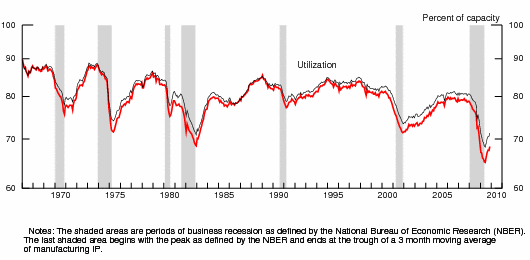 Percent of capacity
100 100
Utilization
90 90
80 80
70 70
60 60
1970 1975 1980 1985 1990 1995 2000 2005 2010
Notes: The shaded areas are periods of business recession as defined by the National Bureau of Economic Research (NBER).
The last shaded area begins with the peak as defined by the NBER and ends at the trough of a 3 month moving average
of manufacturing IP.